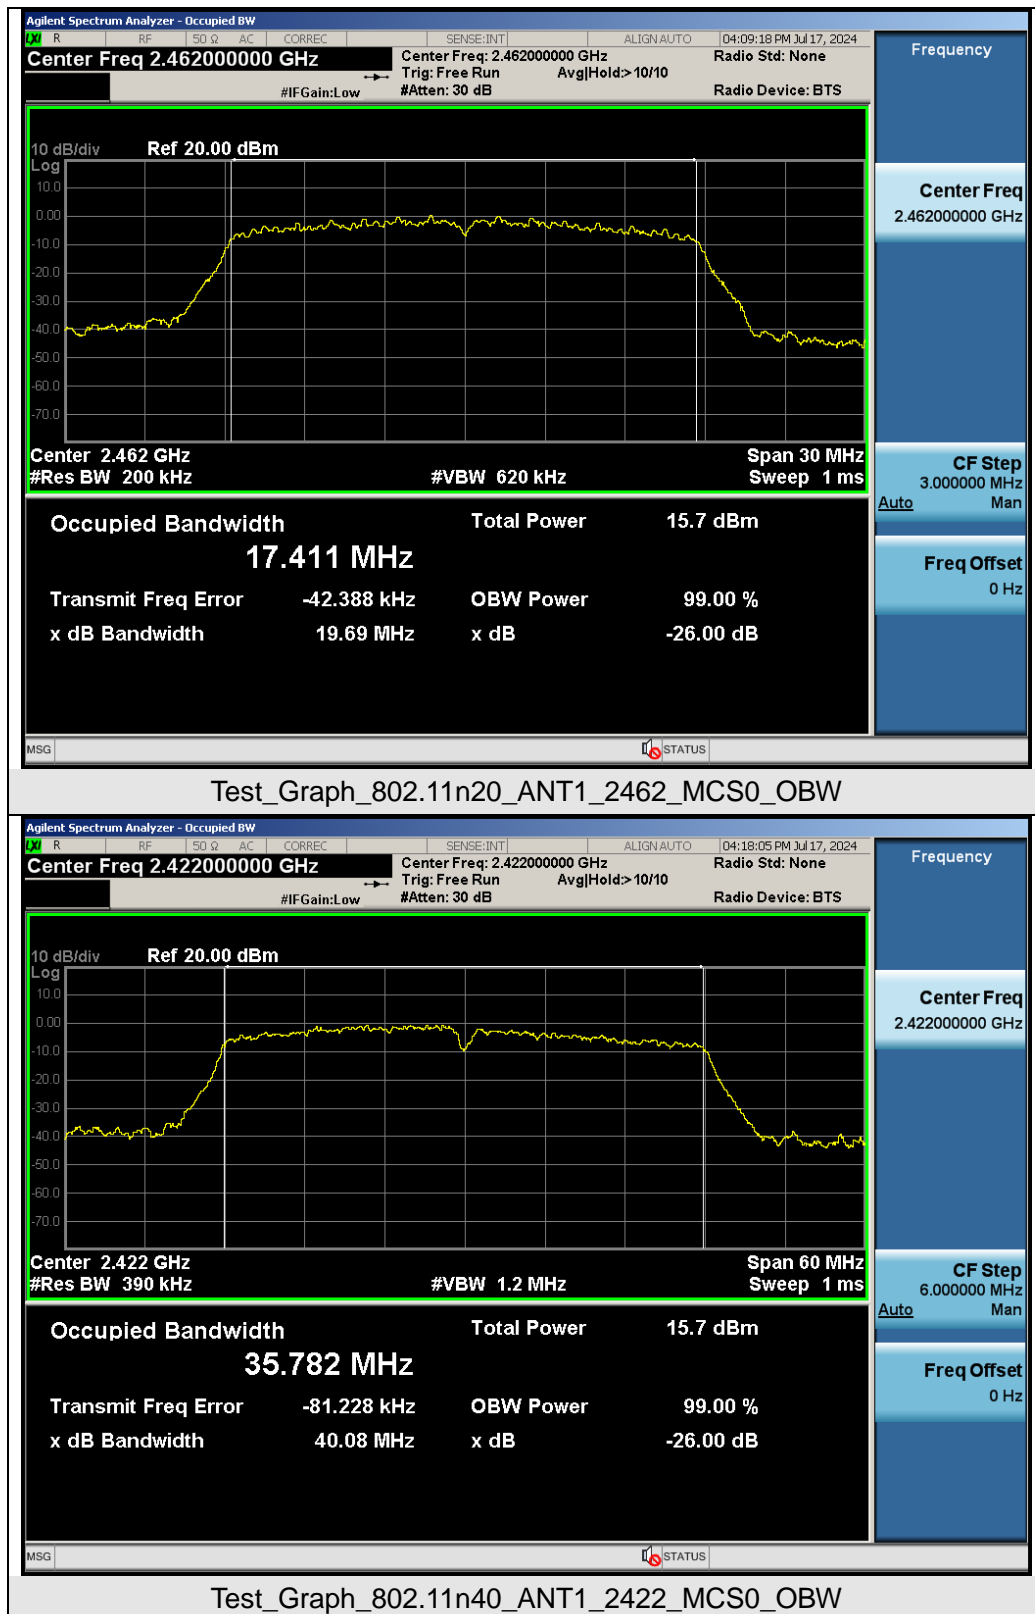 Agilent Spectrum Analyzer - Occupied BW
LXI R RF 50 Ω AC CORREC SENSE:INT ALIGN AUTO 04:09:18 PM Jul 17, 2024
Center Freq 2.462000000 GHz
Center Freq: 2.462000000 GHz Radio Std: None
Trig: Free Run Avg|Hold:> 10/10
#IFGain:Low #Atten: 30 dB Radio Device: BTS
Frequency
10 dB/div Ref 20.00 dBm
Log
10.0
0.00
-10.0
-20.0
-30.0
-40.0
-50.0
-60.0
-70.0
Center 2.462 GHz Span 30 MHz
#Res BW 200 kHz #VBW 620 kHz Sweep 1 ms
Center Freq
2.462000000 GHz
CF Step
3.000000 MHz
Auto Man
Freq Offset
0 Hz
Occupied Bandwidth Total Power 15.7 dBm
17.411 MHz
Transmit Freq Error -42.388 kHz OBW Power 99.00 %
x dB Bandwidth 19.69 MHz x dB -26.00 dB
MSG STATUS
Test_Graph_802.11n20_ANT1_2462_MCS0_OBW
Agilent Spectrum Analyzer - Occupied BW
LXI R RF 50 Ω AC CORREC SENSE:INT ALIGN AUTO 04:18:05 PM Jul 17, 2024
Center Freq 2.422000000 GHz
Center Freq: 2.422000000 GHz Radio Std: None
Trig: Free Run Avg|Hold:> 10/10
#IFGain:Low #Atten: 30 dB Radio Device: BTS
Frequency
10 dB/div Ref 20.00 dBm
Log
10.0
0.00
-10.0
-20.0
-30.0
-40.0
-50.0
-60.0
-70.0
Center 2.422 GHz Span 60 MHz
#Res BW 390 kHz #VBW 1.2 MHz Sweep 1 ms
Center Freq
2.422000000 GHz
CF Step
6.000000 MHz
Auto Man
Freq Offset
0 Hz
Occupied Bandwidth Total Power 15.7 dBm
35.782 MHz
Transmit Freq Error -81.228 kHz OBW Power 99.00 %
x dB Bandwidth 40.08 MHz x dB -26.00 dB
MSG STATUS
Test_Graph_802.11n40_ANT1_2422_MCS0_OBW